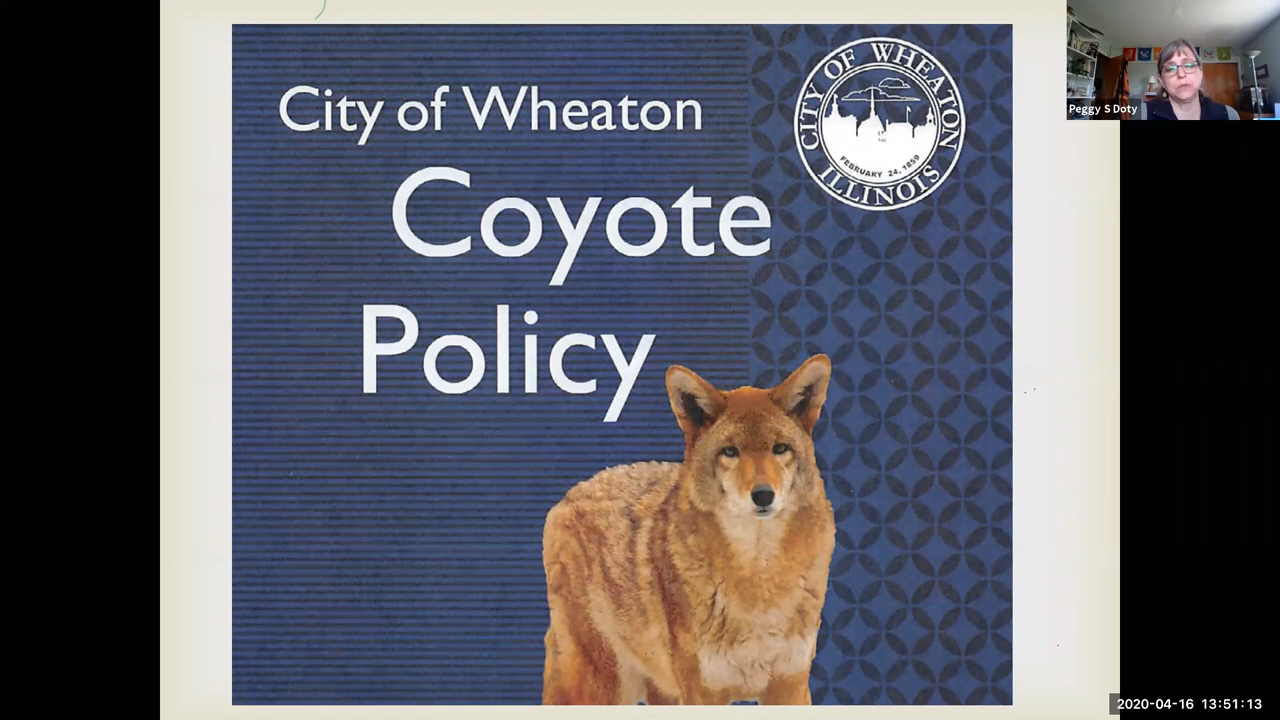 City of Wheaton
Coyote
Policy
CITY OF WHEATON
FEBRUARY 24, 1859
ILLINOIS
Peggy S Doty
2020-04-16 13:51:13